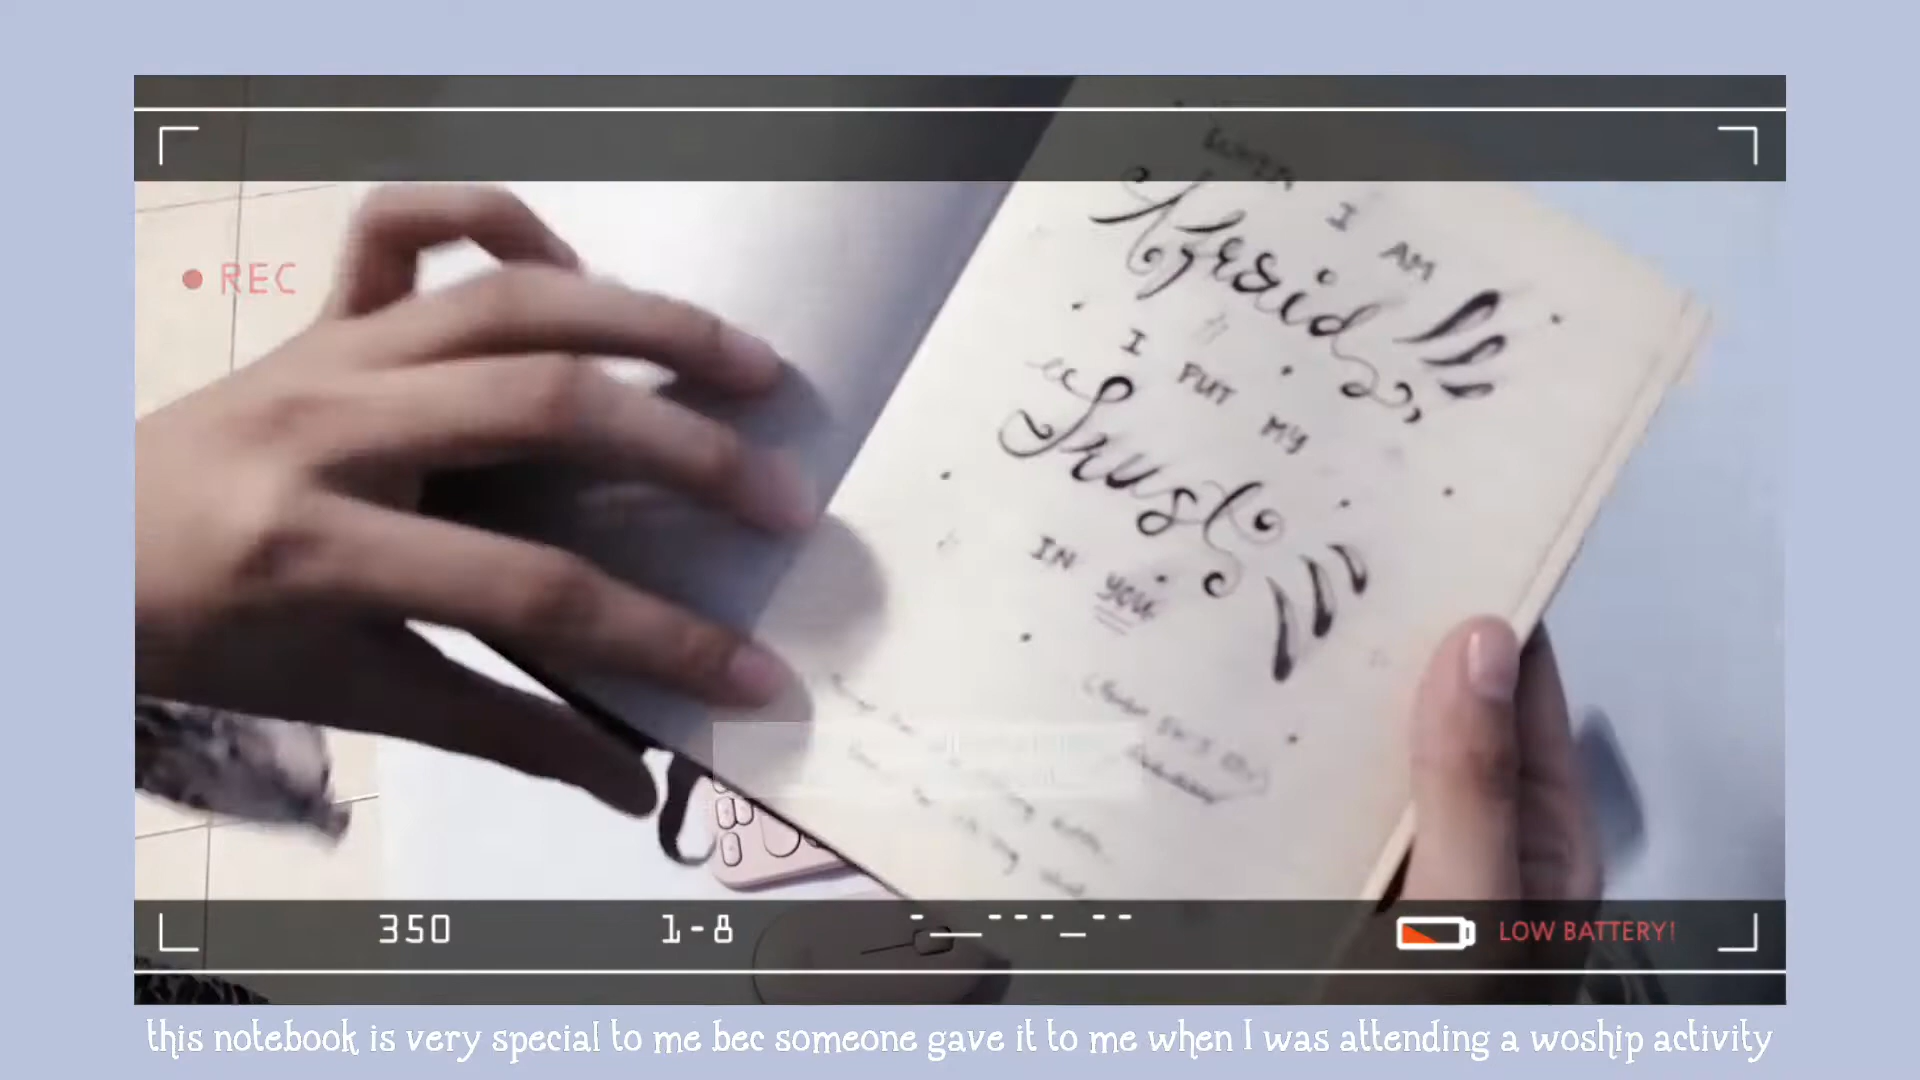 WHEN
I
AM
Afraid,
I
PUT
MY
Trust
IN
you
REC
350
1-8
LOW BATTERY!
this notebook is very special to me bec someone gave it to me when I was attending a woship activity